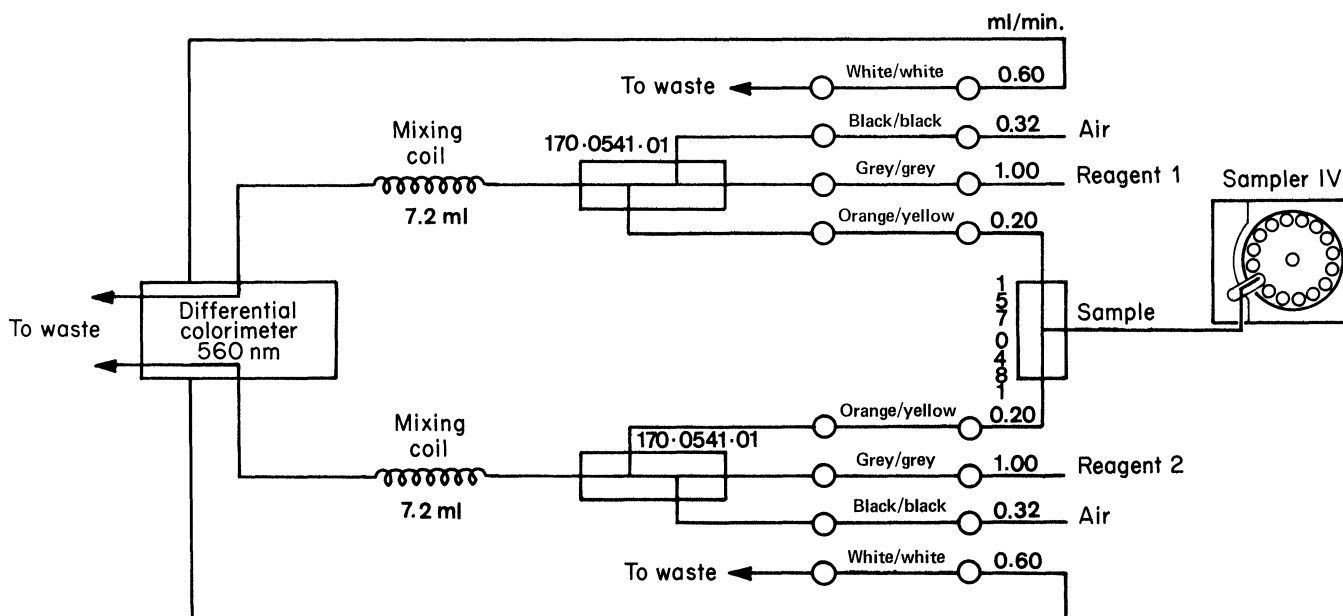 ml/min.
To waste White/white 0.60
Black/black 0.32 Air
Mixing
coil
170·0541·01
Grey/grey 1.00 Reagent 1
Sampler IV
7.2 ml
Orange/yellow 0.20
157 0481
Sample
Differential
colorimeter
560 nm
To waste
Orange/yellow 0.20
Mixing
coil
170·0541·01
Grey/grey 1.00 Reagent 2
7.2 ml
Black/black 0.32 Air
To waste White/white 0.60